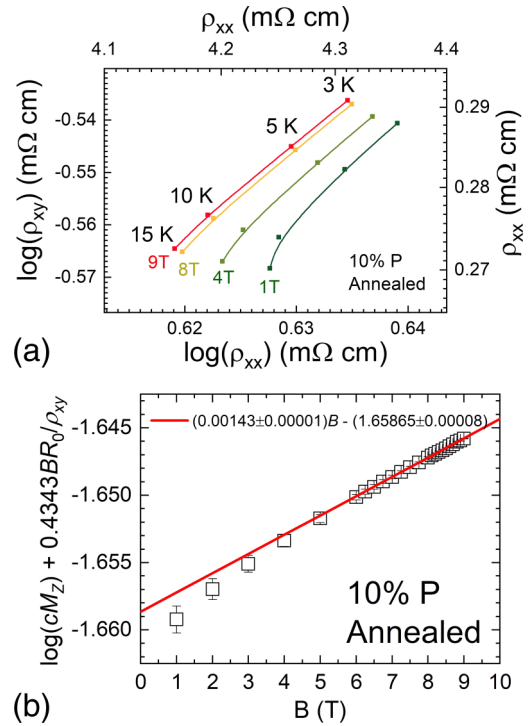 ρxx (mΩ cm)
4.1 4.2 4.3 4.4
log(ρxy) (mΩ cm)
-0.54
-0.55
-0.56
-0.57
3 K
5 K
10 K
15 K
9T
8T
4T
1T
10% P
Annealed
0.29
0.28
0.27
ρxx (mΩ cm)
0.62 0.63 0.64
log(ρxx) (mΩ cm)
(a)
log(cMZ) + 0.4343BR0/ρxy
-1.645
-1.650
-1.655
-1.660
(0.00143±0.00001)B - (1.65865±0.00008)
10% P
Annealed
0 1 2 3 4 5 6 7 8 9 10
B (T)
(b)